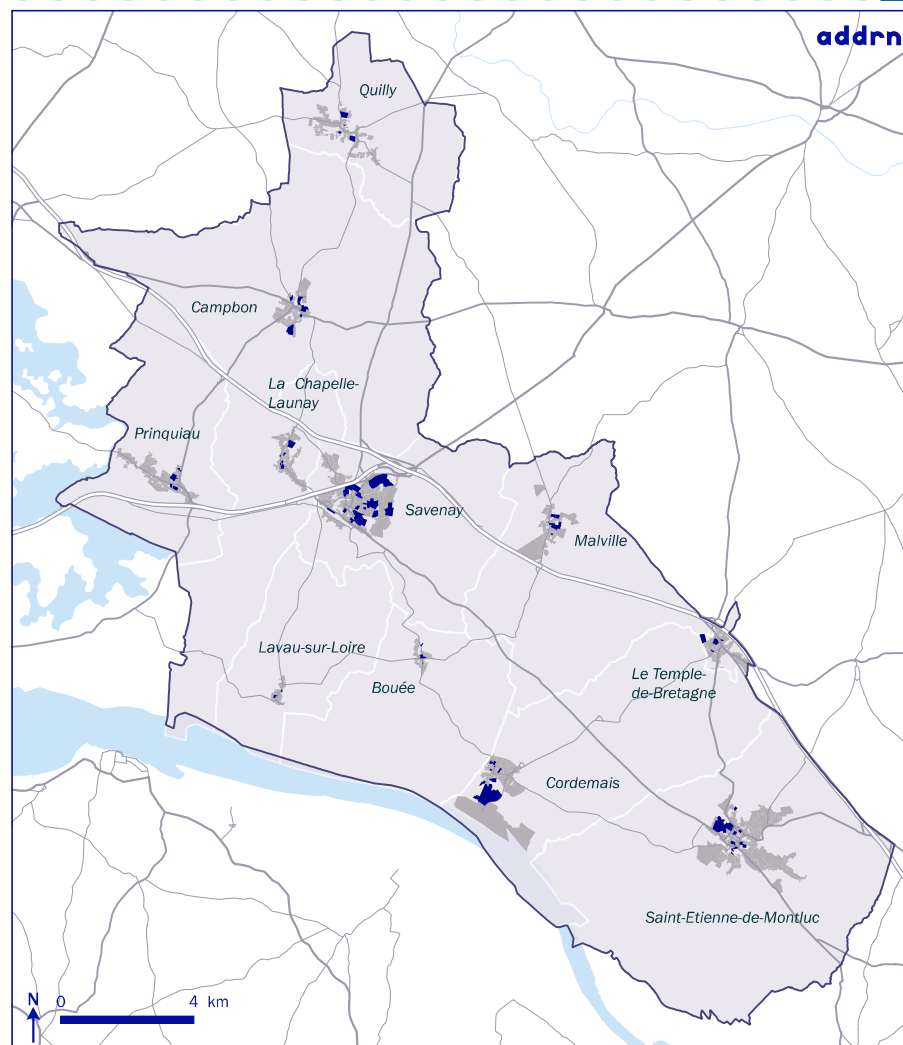 addrn
Quilly
Campbon
La Chapelle-
Launay
Prinquiau
Savenay
Malville
Lavau-sur-Loire
Bouée
Le Temple-
de-Bretagne
Cordemais
Saint-Etienne-de-Montluc
N 0 4 km